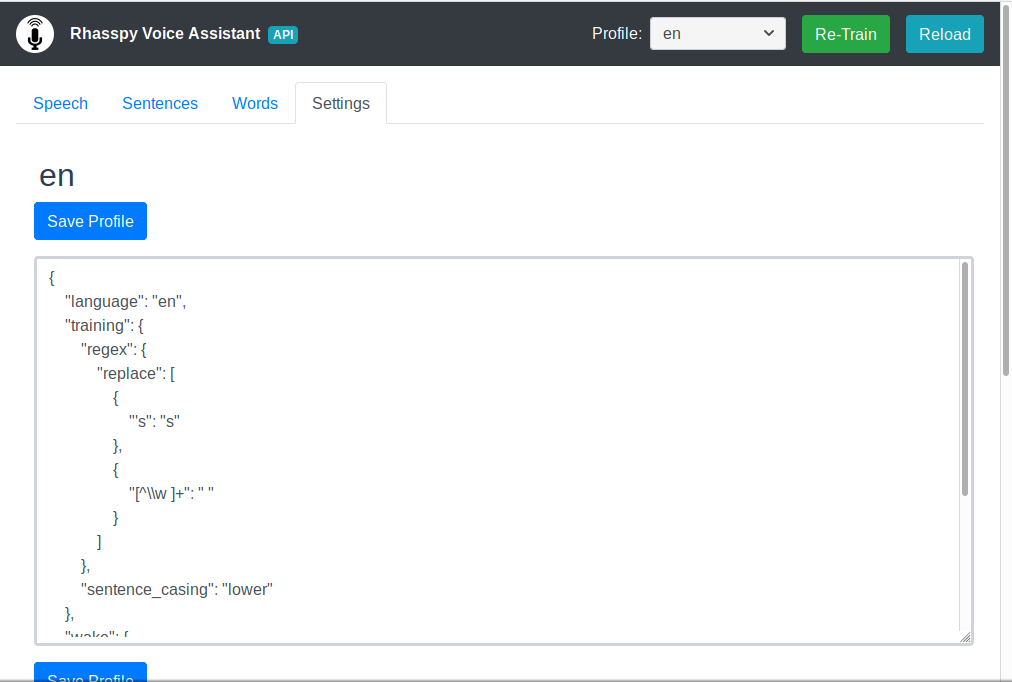 Rhasspy Voice Assistant API Profile: en Re-Train Reload
Speech Sentences Words Settings
en
Save Profile
{
"language": "en",
"training": {
"regex": {
"replace": [
{
"'s": "s"
},
{
"[^\\w ]+": " "
}
]
},
"sentence_casing": "lower"
},
"wake": {
Save Profile